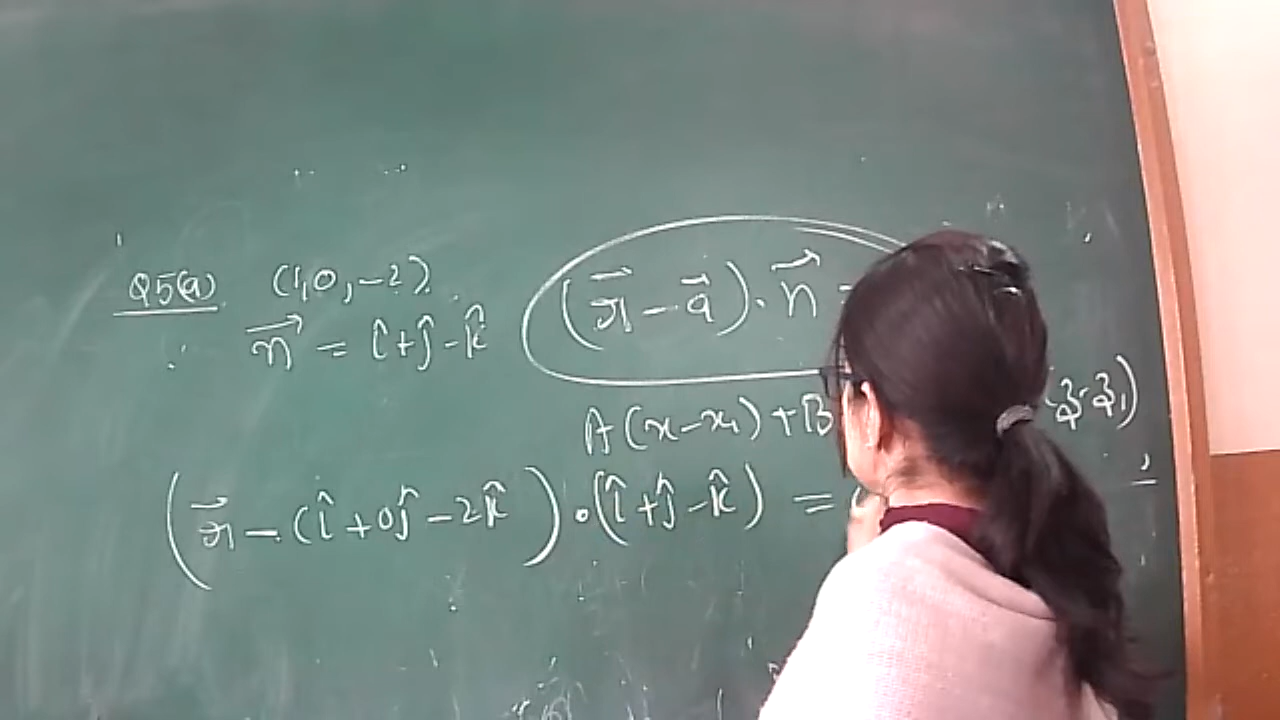 Q5(a) (1,0,-2)
∴ n⃗ = î+ĵ-k̂
(r⃗-a⃗).n⃗ =
A(x-x₁)+B z-z₁)
(r⃗-(î+0ĵ-2k̂)).(î+ĵ-k̂) =